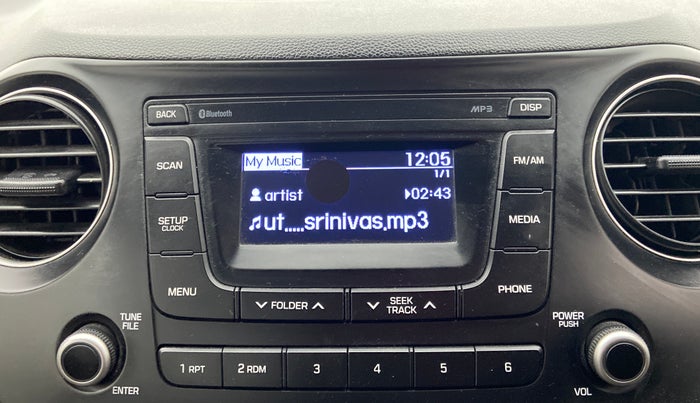 BACK
Bluetooth
MP3
DISP
SCAN
My Music
12:05
FM/AM
1/1
artist
02:43
SETUP
CLOCK
ut.....srinivas.mp3
MEDIA
MENU
FOLDER
SEEK
TRACK
PHONE
TUNE
FILE
POWER
PUSH
1 RPT
2 RDM
3
4
5
6
ENTER
VOL